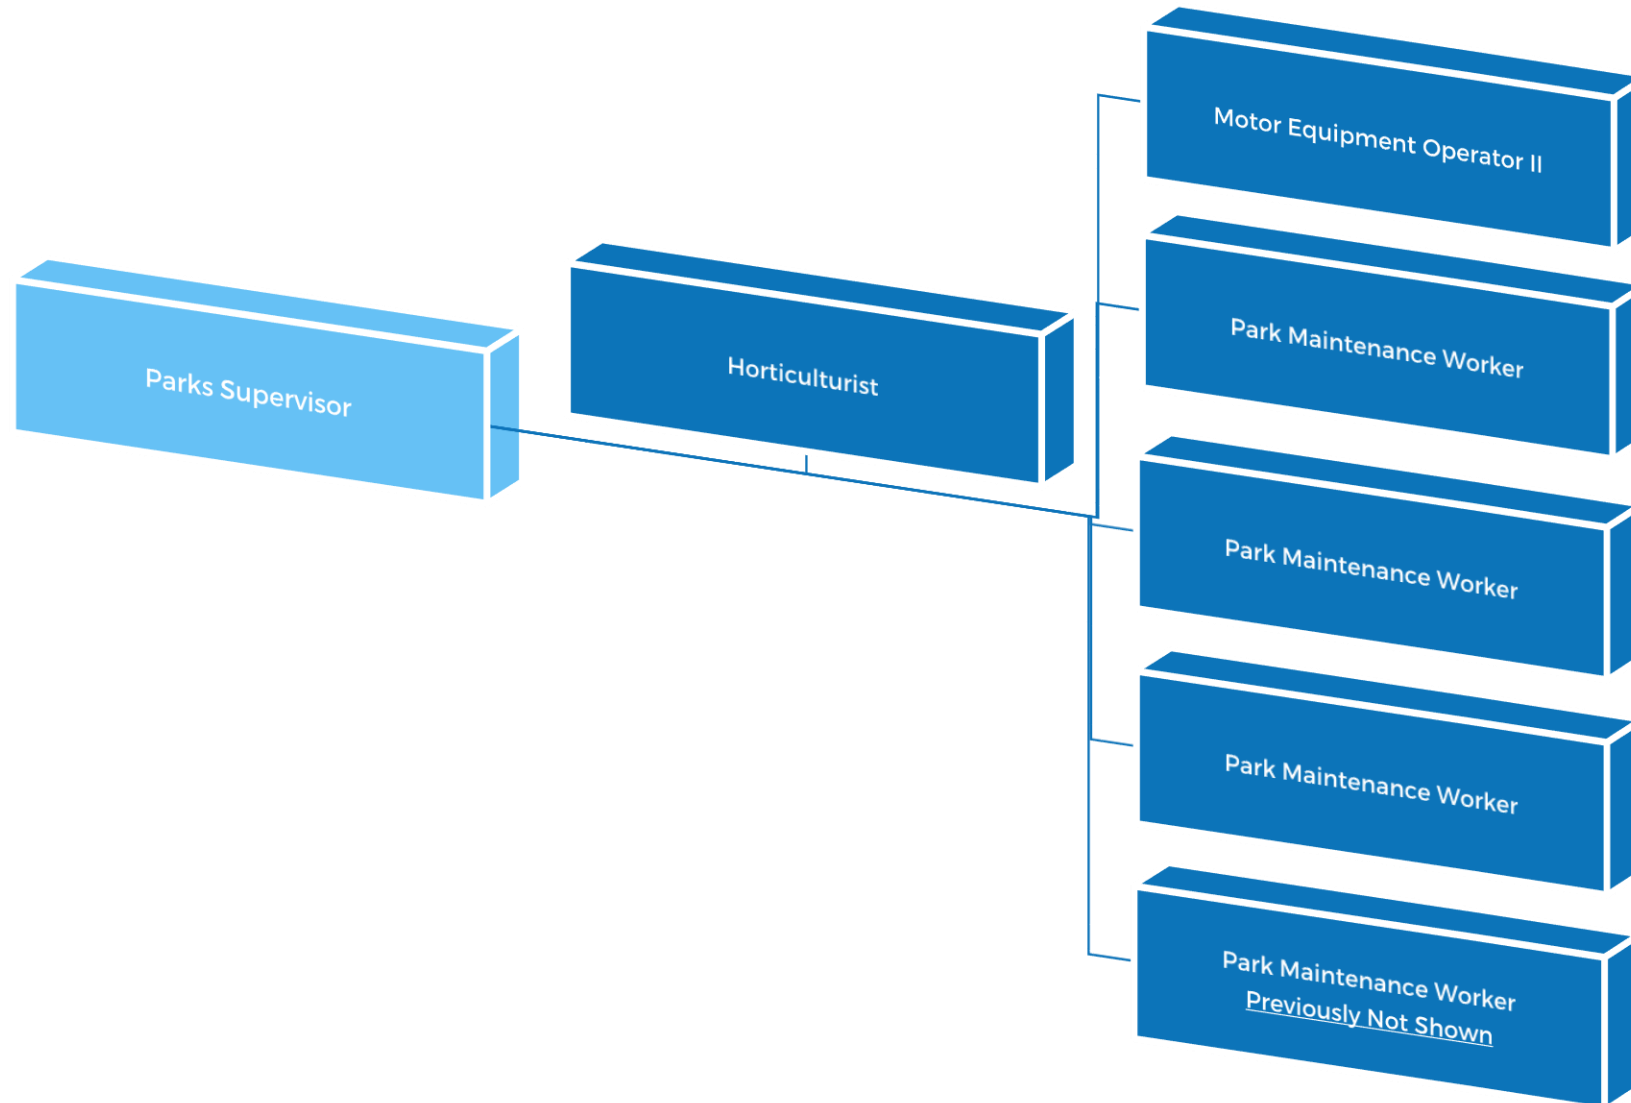 Parks Supervisor
Horticulturist
Motor Equipment Operator II
Park Maintenance Worker
Park Maintenance Worker
Park Maintenance Worker
Park Maintenance Worker
Previously Not Shown